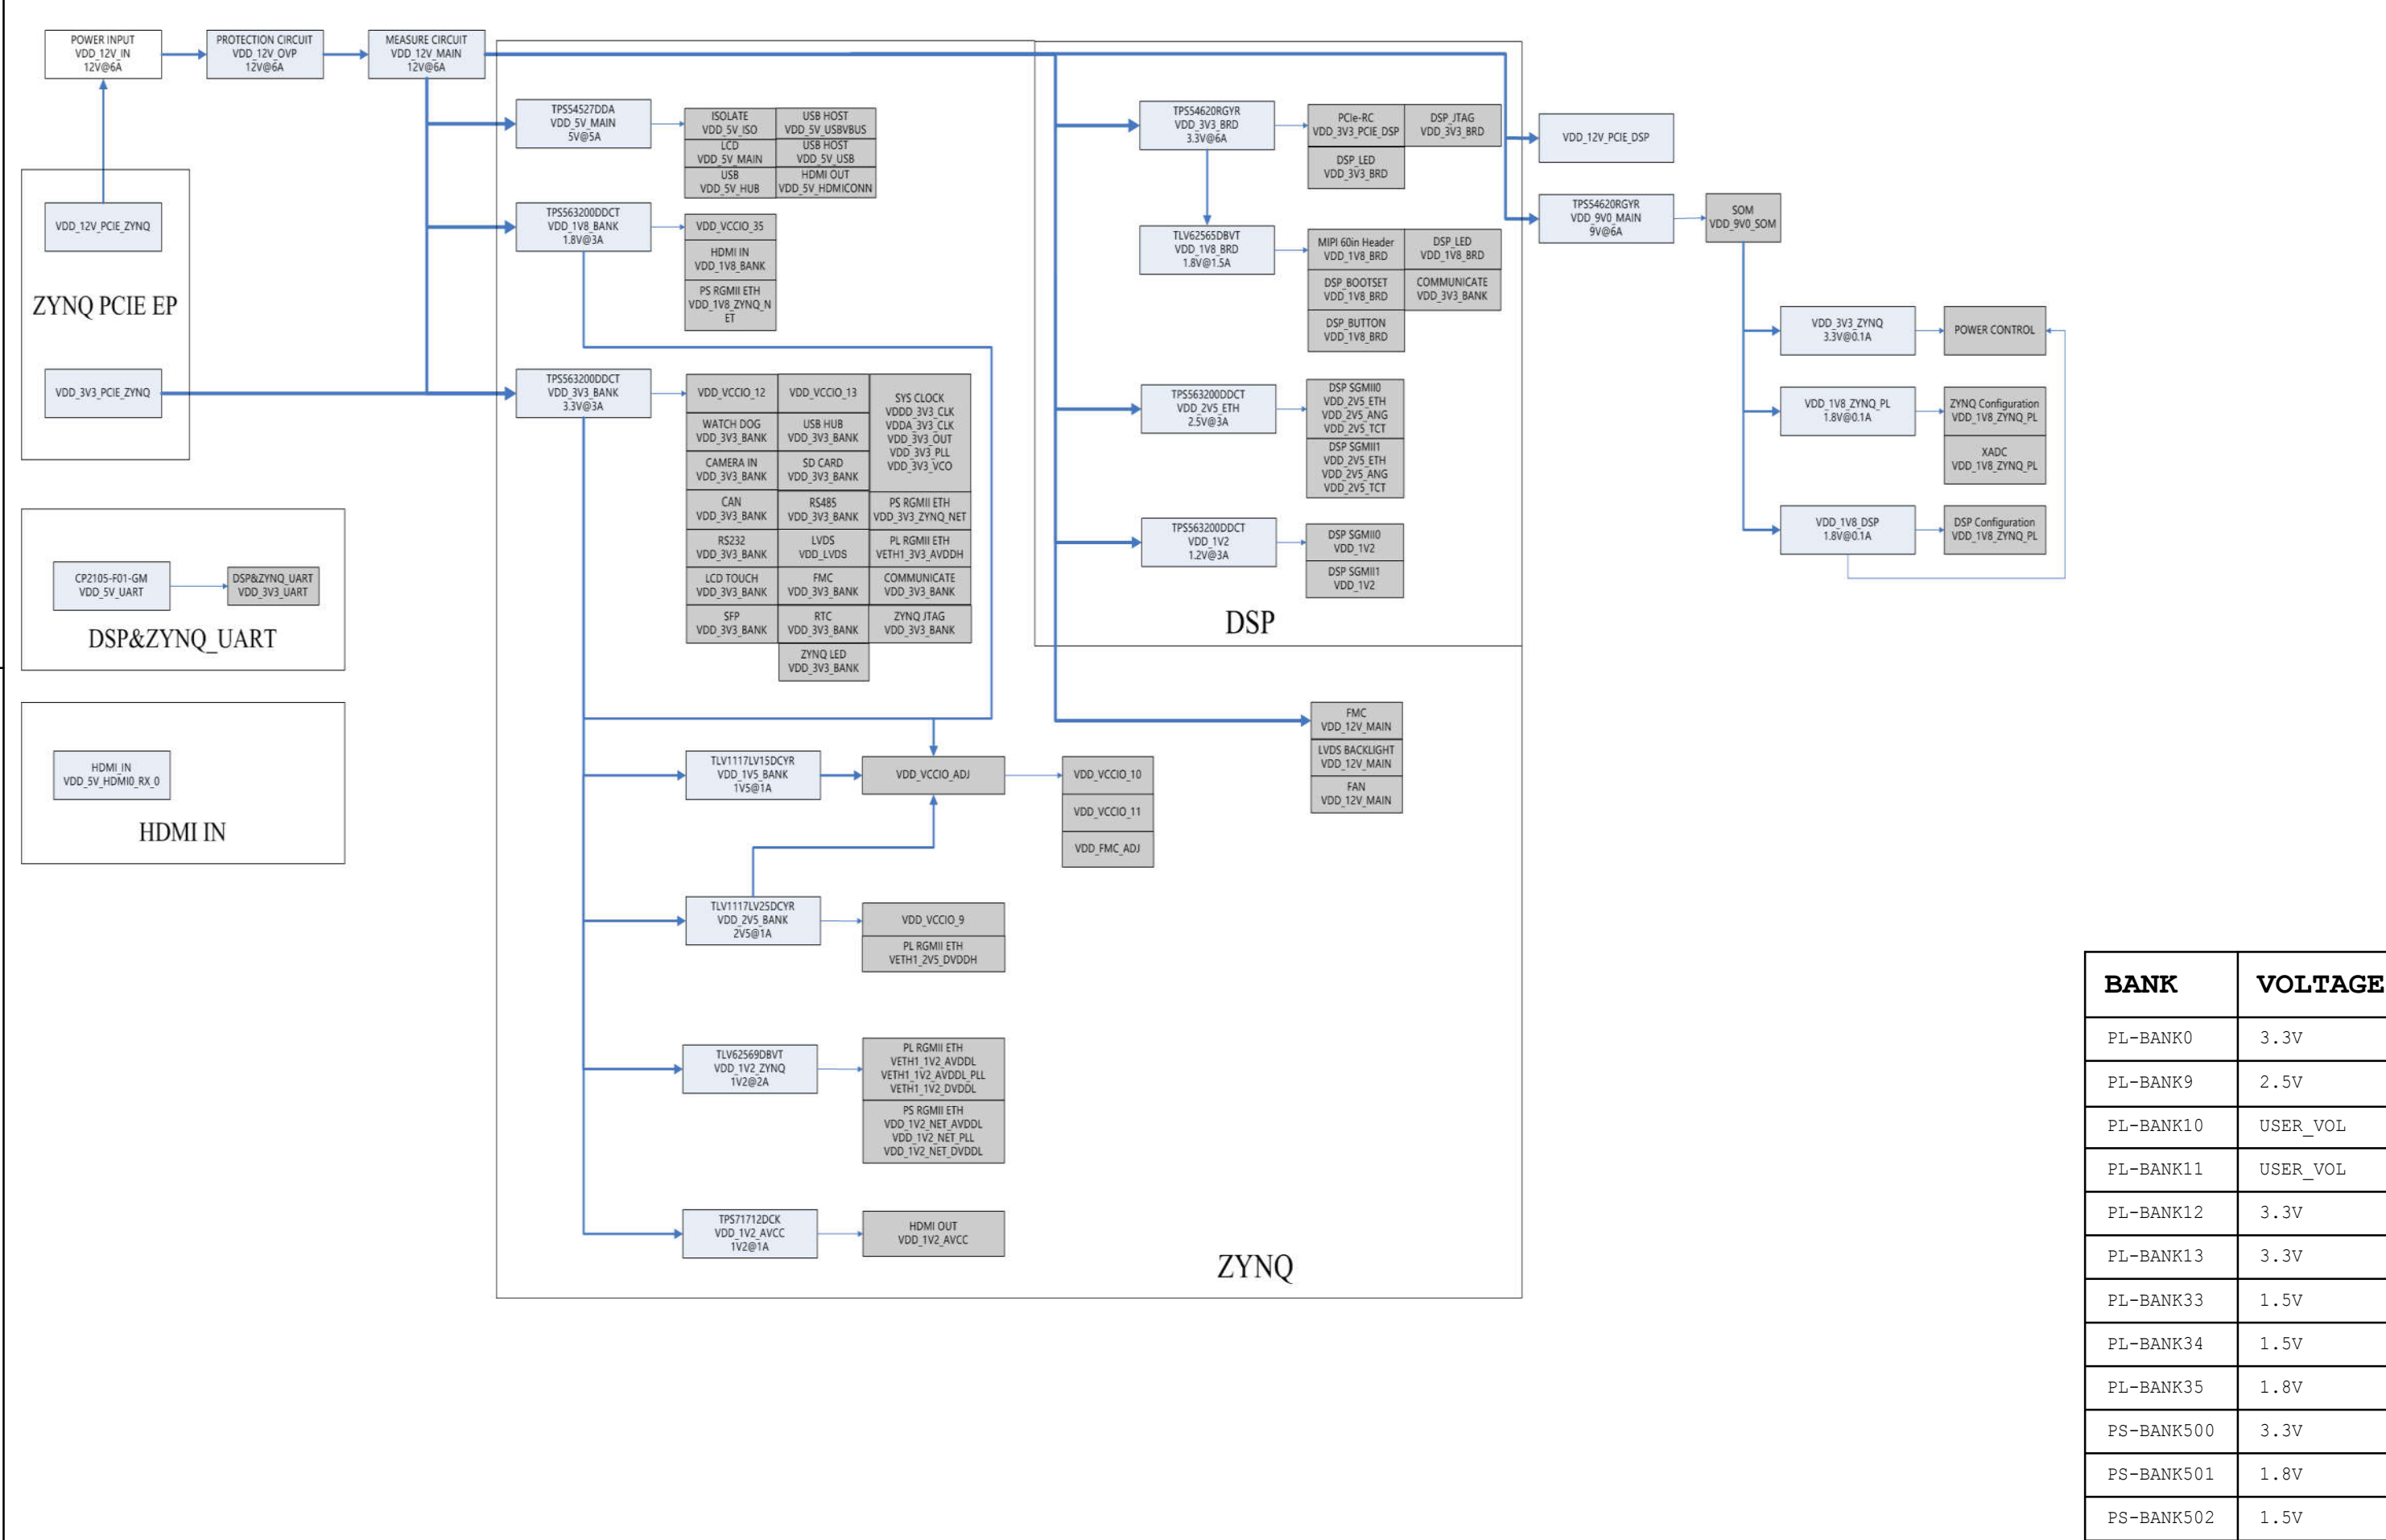 POWER INPUT
VDD_12V_IN
12V@6A
PROTECTION CIRCUIT
VDD_12V_OVP
12V@6A
MEASURE CIRCUIT
VDD_12V_MAIN
12V@6A
VDD_12V_PCIE_ZYNQ
ZYNQ PCIE EP
VDD_3V3_PCIE_ZYNQ
CP2105-F01-GM
VDD_5V_UART
DSP&ZYNQ_UART
VDD_3V3_UART
DSP&ZYNQ_UART
HDMI_IN
VDD_5V_HDMI0_RX_0
HDMI IN
TPS54527DDA
VDD_5V_MAIN
5V@5A
ISOLATE
VDD_5V_ISO
USB HOST
VDD_5V_USBVBUS
LCD
VDD_5V_MAIN
USB HOST
VDD_5V_USB
USB
VDD_5V_HUB
HDMI OUT
VDD_5V_HDMICONN
TPS563200DDCT
VDD_1V8_BANK
1.8V@3A
VDD_VCCIO_35
HDMI IN
VDD_1V8_BANK
PS RGMII ETH
VDD_1V8_ZYNQ_N
ET
TPS563200DDCT
VDD_3V3_BANK
3.3V@3A
VDD_VCCIO_12
VDD_VCCIO_13
SYS CLOCK
VDDD_3V3_CLK
VDDA_3V3_CLK
VDD_3V3_OUT
VDD_3V3_PLL
VDD_3V3_VCO
WATCH DOG
VDD_3V3_BANK
USB HUB
VDD_3V3_BANK
CAMERA IN
VDD_3V3_BANK
SD CARD
VDD_3V3_BANK
CAN
VDD_3V3_BANK
RS485
VDD_3V3_BANK
PS RGMII ETH
VDD_3V3_ZYNQ_NET
RS232
VDD_3V3_BANK
LVDS
VDD_LVDS
PL RGMII ETH
VETH1_3V3_AVDDH
LCD TOUCH
VDD_3V3_BANK
FMC
VDD_3V3_BANK
COMMUNICATE
VDD_3V3_BANK
SFP
VDD_3V3_BANK
RTC
VDD_3V3_BANK
ZYNQ JTAG
VDD_3V3_BANK
ZYNQ LED
VDD_3V3_BANK
TLV1117LV15DCYR
VDD_1V5_BANK
1V5@1A
VDD_VCCIO_ADJ
VDD_VCCIO_10
VDD_VCCIO_11
VDD_FMC_ADJ
TLV1117LV25DCYR
VDD_2V5_BANK
2V5@1A
VDD_VCCIO_9
PL RGMII ETH
VETH1_2V5_DVDDH
TLV62569DBVT
VDD_1V2_ZYNQ
1V2@2A
PL RGMII ETH
VETH1_1V2_AVDDL
VETH1_1V2_AVDDL_PLL
VETH1_1V2_DVDDL
PS RGMII ETH
VDD_1V2_NET_AVDDL
VDD_1V2_NET_PLL
VDD_1V2_NET_DVDDL
TPS71712DCK
VDD_1V2_AVCC
1V2@1A
HDMI OUT
VDD_1V2_AVCC
ZYNQ
TPS54620RGYR
VDD_3V3_BRD
3.3V@6A
PCIe-RC
VDD_3V3_PCIE_DSP
DSP_JTAG
VDD_3V3_BRD
DSP_LED
VDD_3V3_BRD
TLV62565DBVT
VDD_1V8_BRD
1.8V@1.5A
MIPI 60in Header
VDD_1V8_BRD
DSP_LED
VDD_1V8_BRD
DSP_BOOTSET
VDD_1V8_BRD
COMMUNICATE
VDD_3V3_BANK
DSP_BUTTON
VDD_1V8_BRD
TPS563200DDCT
VDD_2V5_ETH
2.5V@3A
DSP SGMII0
VDD_2V5_ETH
VDD_2V5_ANG
VDD_2V5_TCT
DSP SGMII1
VDD_2V5_ETH
VDD_2V5_ANG
VDD_2V5_TCT
TPS563200DDCT
VDD_1V2
1.2V@3A
DSP SGMII0
VDD_1V2
DSP SGMII1
VDD_1V2
DSP
FMC
VDD_12V_MAIN
LVDS BACKLIGHT
VDD_12V_MAIN
FAN
VDD_12V_MAIN
VDD_12V_PCIE_DSP
TPS54620RGYR
VDD_9V0_MAIN
9V@6A
SOM
VDD_9V0_SOM
VDD_3V3_ZYNQ
3.3V@0.1A
POWER CONTROL
VDD_1V8_ZYNQ_PL
1.8V@0.1A
ZYNQ Configuration
VDD_1V8_ZYNQ_PL
XADC
VDD_1V8_ZYNQ_PL
VDD_1V8_DSP
1.8V@0.1A
DSP Configuration
VDD_1V8_ZYNQ_PL
BANK VOLTAGE
PL-BANK0 3.3V
PL-BANK9 2.5V
PL-BANK10 USER_VOL
PL-BANK11 USER_VOL
PL-BANK12 3.3V
PL-BANK13 3.3V
PL-BANK33 1.5V
PL-BANK34 1.5V
PL-BANK35 1.8V
PS-BANK500 3.3V
PS-BANK501 1.8V
PS-BANK502 1.5V